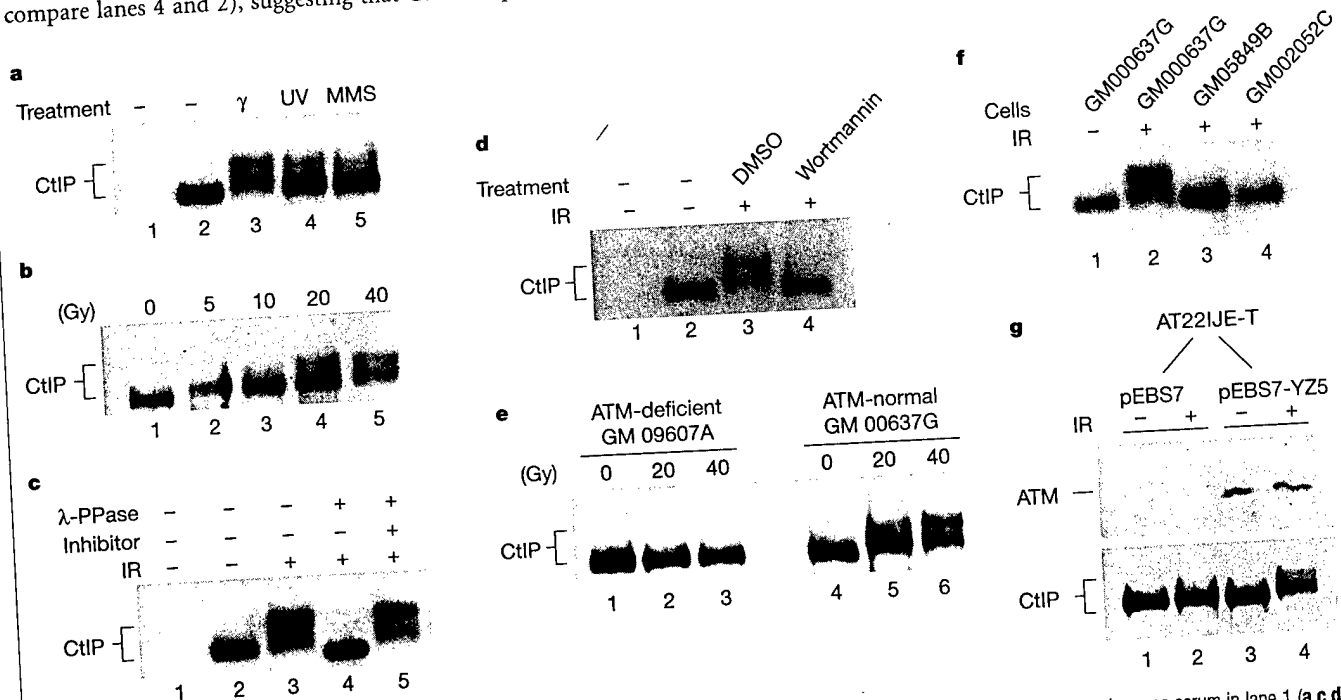 compare lanes 4 and 2), suggesting that
a
Treatment – – γ UV MMS
CtIP
1 2 3 4 5
b
(Gy) 0 5 10 20 40
CtIP
1 2 3 4 5
c
λ-PPase – – – + +
Inhibitor – – – – +
IR – – + + +
CtIP
1 2 3 4 5
d
Treatment – – DMSO Wortmannin
IR – – + +
CtIP
1 2 3 4
e
ATM-deficient ATM-normal
GM 09607A GM 00637G
(Gy) 0 20 40 0 20 40
CtIP
1 2 3 4 5 6
f
Cells GM000637G GM000637G GM05849B GM002052C
IR – + + +
CtIP
1 2 3 4
g
AT22IJE-T
pEBS7 pEBS7-YZ5
IR – + – +
ATM
CtIP
1 2 3 4
serum in lane 1 (a,c,d